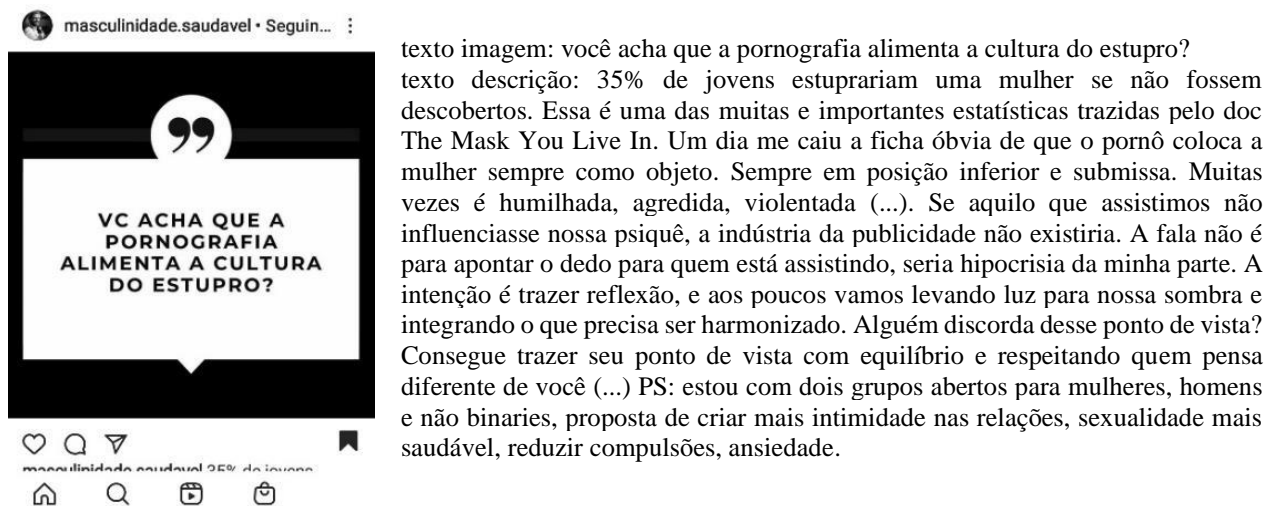 masculinidade.saudavel • Seguin...
VC ACHA QUE A
PORNOGRAFIA
ALIMENTA A CULTURA
DO ESTUPRO?
masculinidade.saudavel 35% de jovens
texto imagem: você acha que a pornografia alimenta a cultura do estupro?
texto descrição: 35% de jovens estuprariam uma mulher se não fossem
descobertos. Essa é uma das muitas e importantes estatísticas trazidas pelo doc
The Mask You Live In. Um dia me caiu a ficha óbvia de que o pornô coloca a
mulher sempre como objeto. Sempre em posição inferior e submissa. Muitas
vezes é humilhada, agredida, violentada (...). Se aquilo que assistimos não
influenciasse nossa psiquê, a indústria da publicidade não existiria. A fala não é
para apontar o dedo para quem está assistindo, seria hipocrisia da minha parte. A
intenção é trazer reflexão, e aos poucos vamos levando luz para nossa sombra e
integrando o que precisa ser harmonizado. Alguém discorda desse ponto de vista?
Consegue trazer seu ponto de vista com equilíbrio e respeitando quem pensa
diferente de você (...) PS: estou com dois grupos abertos para mulheres, homens
e não binaries, proposta de criar mais intimidade nas relações, sexualidade mais
saudável, reduzir compulsões, ansiedade.